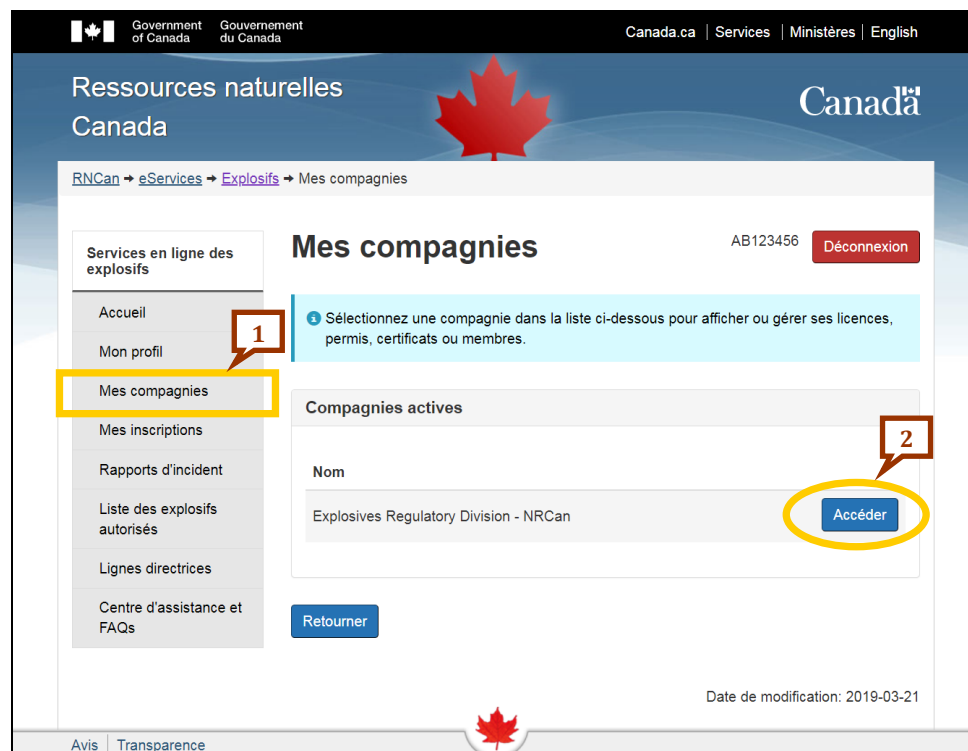 Government Gouvernement
of Canada du Canada
Canada.ca | Services | Ministères | English
Ressources naturelles
Canada
Canada
RNCan → eServices → Explosifs → Mes compagnies
Services en ligne des
explosifs
Accueil
Mon profil
1
Mes compagnies
Mes inscriptions
Rapports d'incident
Liste des explosifs
autorisés
Lignes directrices
Centre d'assistance et
FAQs
Mes compagnies
AB123456 Déconnexion
Sélectionnez une compagnie dans la liste ci-dessous pour afficher ou gérer ses licences,
permis, certificats ou membres.
Compagnies actives
2
Nom
Explosives Regulatory Division - NRCan Accéder
Retourner
Date de modification: 2019-03-21
Avis | Transparence